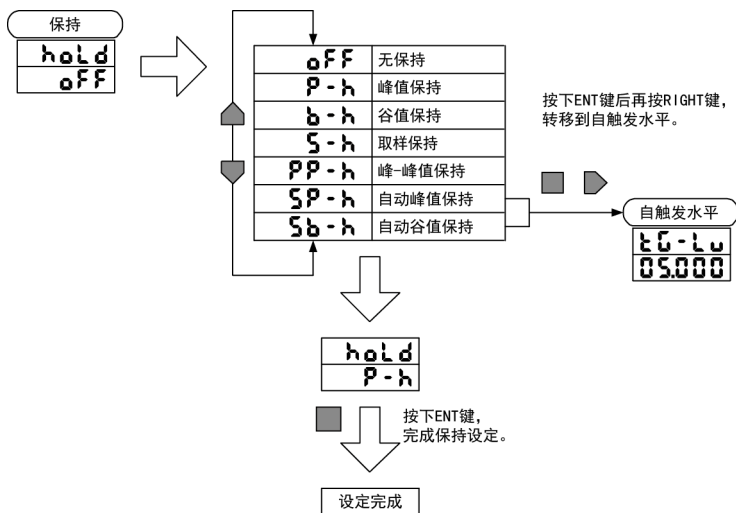 保持
hoLd
oFF
oFF 无保持
P-h 峰值保持
b-h 谷值保持
S-h 取样保持
PP-h 峰-峰值保持
SP-h 自动峰值保持
Sb-h 自动谷值保持
按下ENT键后再按RIGHT键，
转移到自触发水平。
自触发水平
tG-Lu
05.000
hoLd
P-h
按下ENT键，
完成保持设定。
设定完成